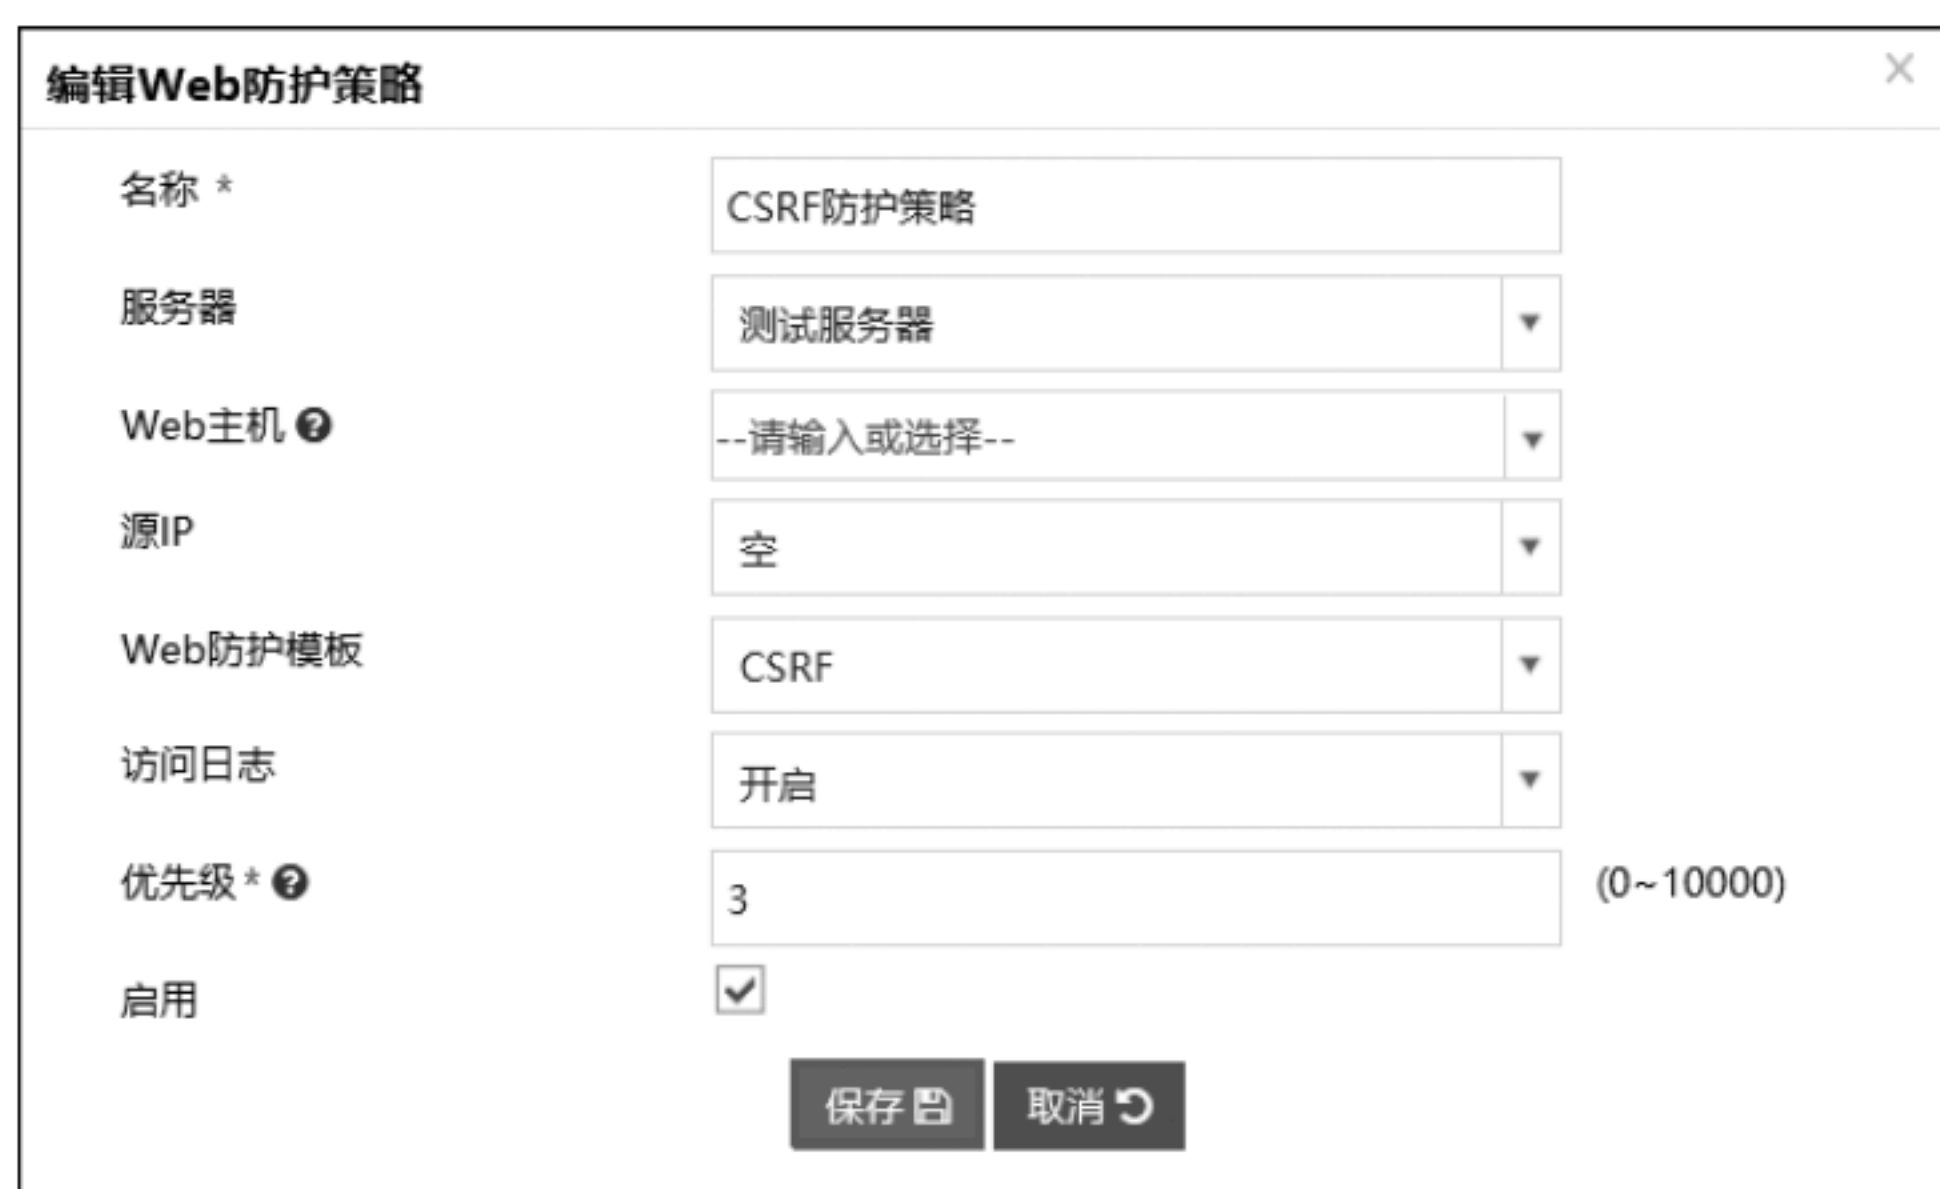 编辑Web防护策略
名称 * CSRF防护策略
服务器 测试服务器
Web主机 --请输入或选择--
源IP 空
Web防护模板 CSRF
访问日志 开启
优先级* 3 (0~10000)
启用
保存 取消